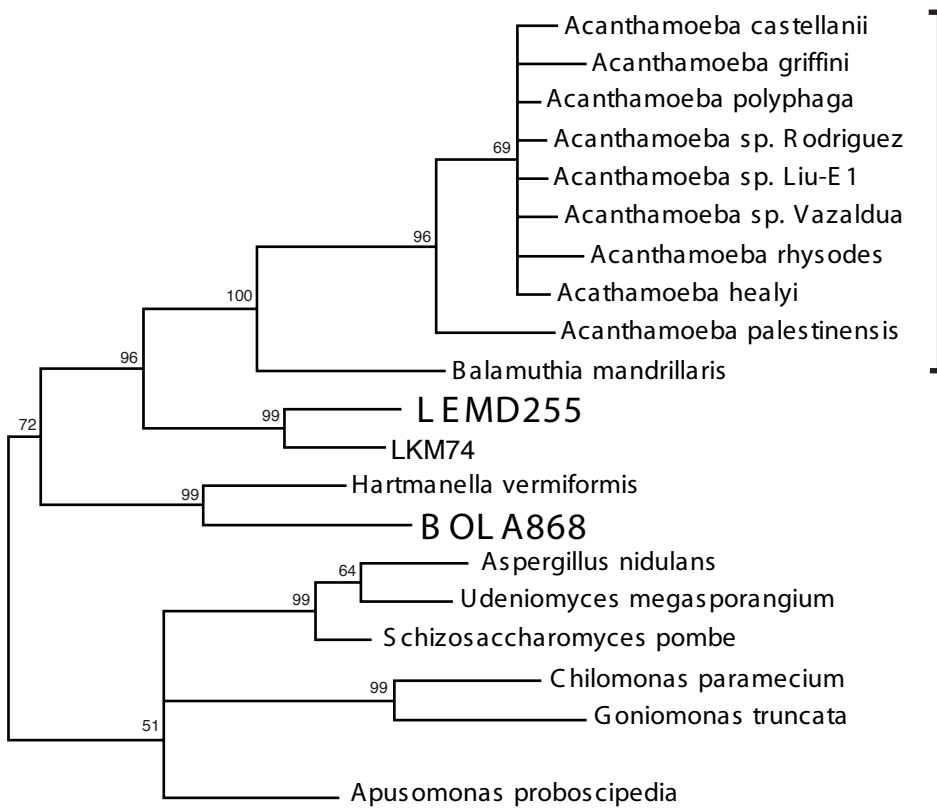 Acanthamoeba castellanii
Acanthamoeba griffini
Acanthamoeba polyphaga
69
Acanthamoeba sp. Rodriguez
Acanthamoeba sp. Liu-E1
Acanthamoeba sp. Vazaldua
96
Acanthamoeba rhysodes
100
Acathamoeba healyi
Acanthamoeba palestinensis
96
Balamuthia mandrillaris
LEMD255
99
72
LKM74
Hartmanella vermiformis
99
BOLA868
Aspergillus nidulans
64
99
Udeniomyces megasporangium
Schizosaccharomyces pombe
Chilomonas paramecium
99
Goniomonas truncata
51
Apusomonas proboscipedia